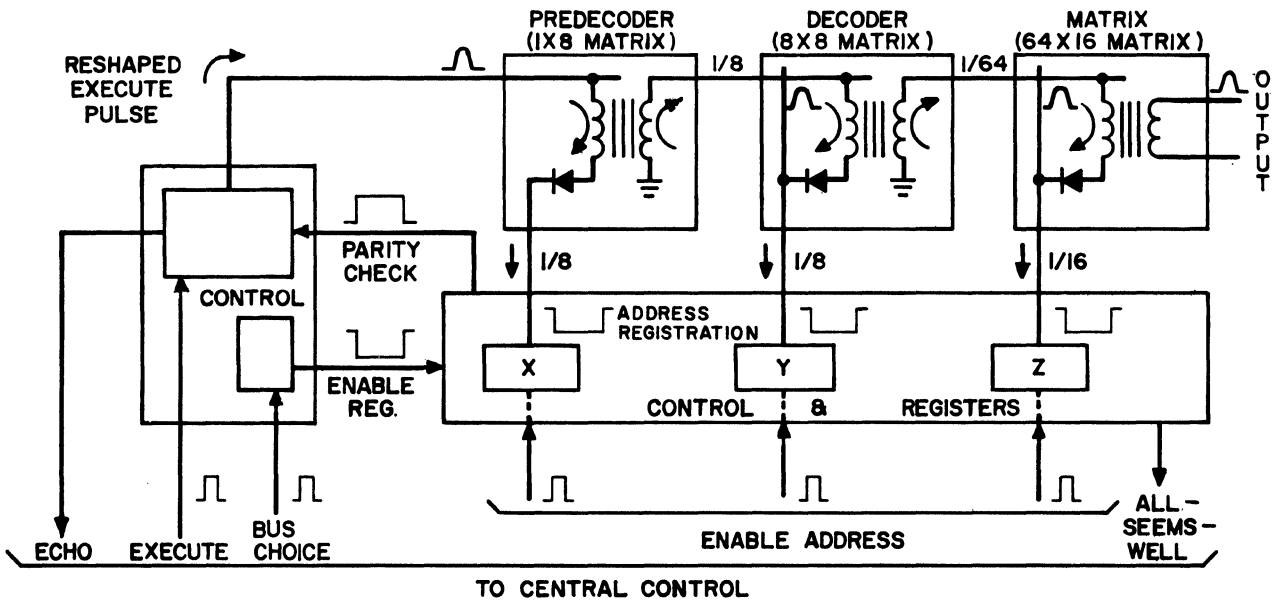 PREDECODER
(1X8 MATRIX)
DECODER
(8X8 MATRIX)
MATRIX
(64X16 MATRIX)
RESHAPED
EXECUTE
PULSE
1/8
1/64
OUTPUT
PARITY
CHECK
1/8
1/8
1/16
CONTROL
ADDRESS
REGISTRATION
ENABLE
REG.
X
Y
Z
CONTROL & REGISTERS
ECHO
EXECUTE
BUS
CHOICE
ENABLE ADDRESS
ALL-
SEEMS-
WELL
TO CENTRAL CONTROL